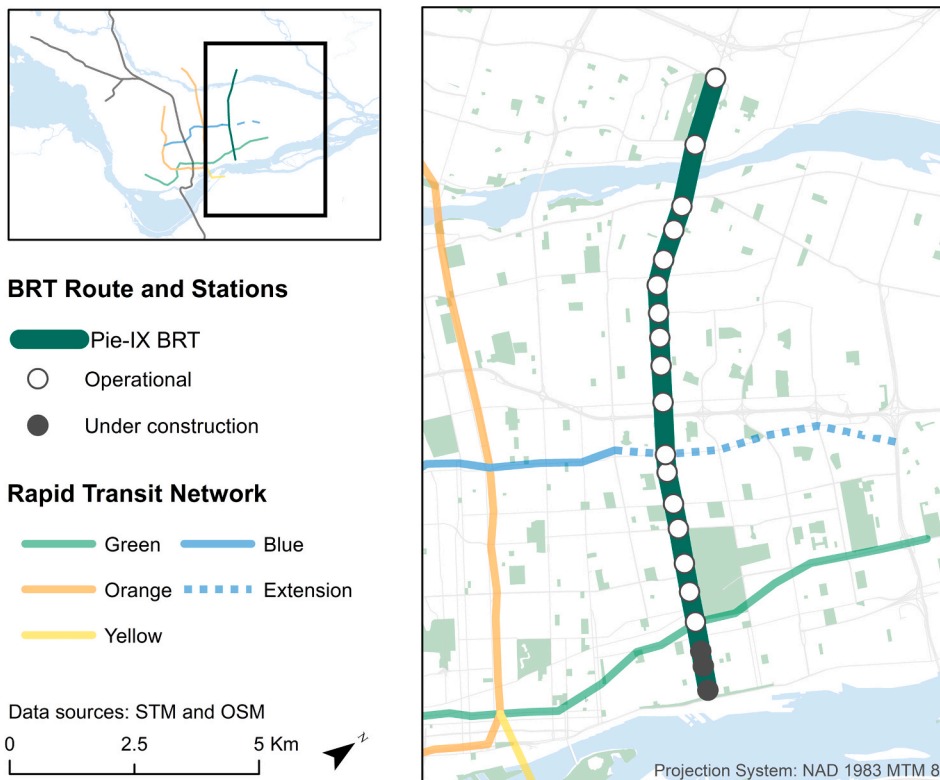 BRT Route and Stations
Pie-IX BRT
Operational
Under construction
Rapid Transit Network
Green
Blue
Orange
Extension
Yellow
Data sources: STM and OSM
0 2.5 5 Km
N
Projection System: NAD 1983 MTM 8